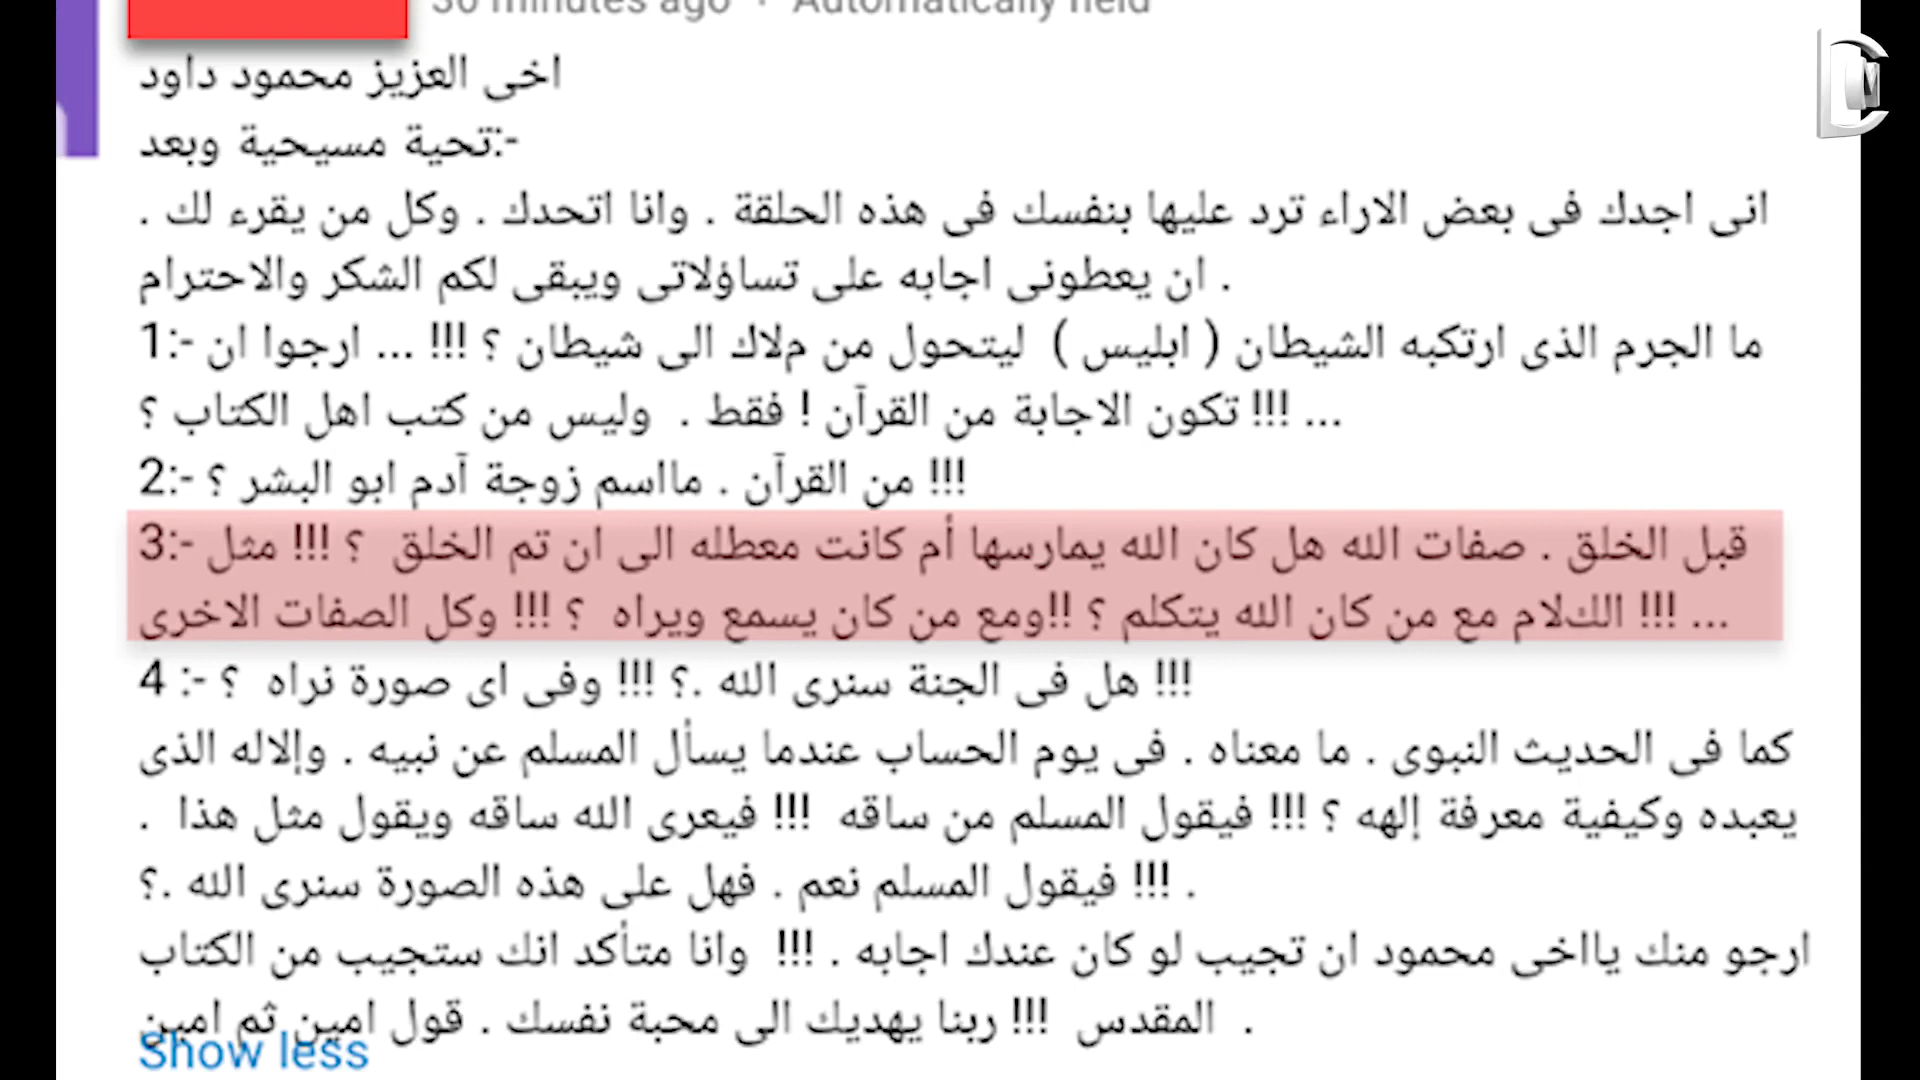 30 minutes ago · Automatically held
اخى العزيز محمود داود
تحية مسيحية وبعد:-
انى اجدك فى بعض الاراء ترد عليها بنفسك فى هذه الحلقة . وانا اتحدك . وكل من يقرء لك .
ان يعطونى اجابه على تساؤلاتى ويبقى لكم الشكر والاحترام .
1:- ما الجرم الذى ارتكبه الشيطان ( ابليس ) ليتحول من ملاك الى شيطان ؟ !!! ... ارجوا ان
تكون الاجابة من القرآن ! فقط . وليس من كتب اهل الكتاب ؟ !!! ...
2:- من القرآن . مااسم زوجة آدم ابو البشر ؟ !!!
3:- قبل الخلق . صفات الله هل كان الله يمارسها أم كانت معطله الى ان تم الخلق ؟ !!! مثل
الكلام مع من كان الله يتكلم ؟ !!ومع من كان يسمع ويراه ؟ !!! وكل الصفات الاخرى !!! ...
4 :- هل فى الجنة سنرى الله .؟ !!! وفى اى صورة نراه ؟ !!!
كما فى الحديث النبوى . ما معناه . فى يوم الحساب عندما يسأل المسلم عن نبيه . وإلاله الذى
يعبده وكيفية معرفة إلهه ؟ !!! فيقول المسلم من ساقه !!! فيعرى الله ساقه ويقول مثل هذا .
فيقول المسلم نعم . فهل على هذه الصورة سنرى الله .؟ !!! .
ارجو منك يااخى محمود ان تجيب لو كان عندك اجابه . !!! وانا متأكد انك ستجيب من الكتاب
المقدس !!! ربنا يهديك الى محبة نفسك . قول امين ثم امين .
Show less